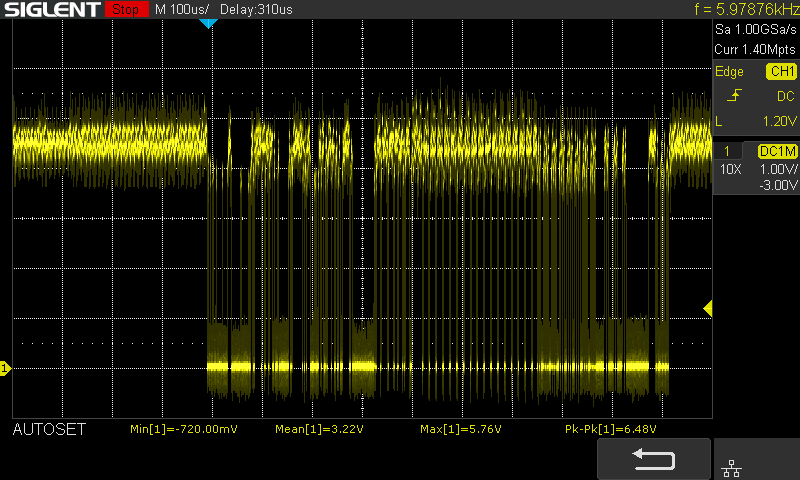 SIGLENT Stop M 100us/ Delay:310us f = 5.97876kHz
Sa 1.00GSa/s
Curr 1.40Mpts
Edge CH1
DC
L 1.20V
1 DC1M
10X 1.00V/
-3.00V
1
AUTOSET Min[1]=-720.00mV Mean[1]=3.22V Max[1]=5.76V Pk-Pk[1]=6.48V